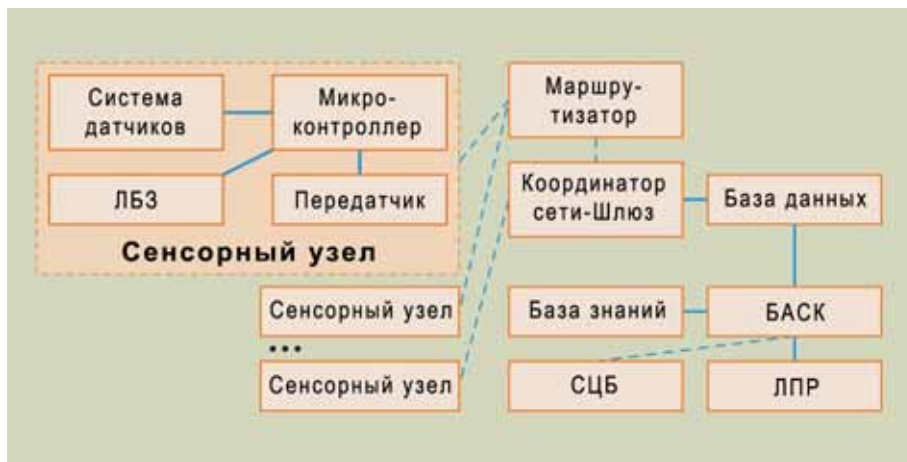 Система
датчиков
Микро-
контроллер
ЛБЗ
Передатчик
Сенсорный узел
Маршру-
тизатор
Координатор
сети-Шлюз
База данных
Сенсорный узел
...
Сенсорный узел
База знаний
БАСК
СЦБ
ЛПР